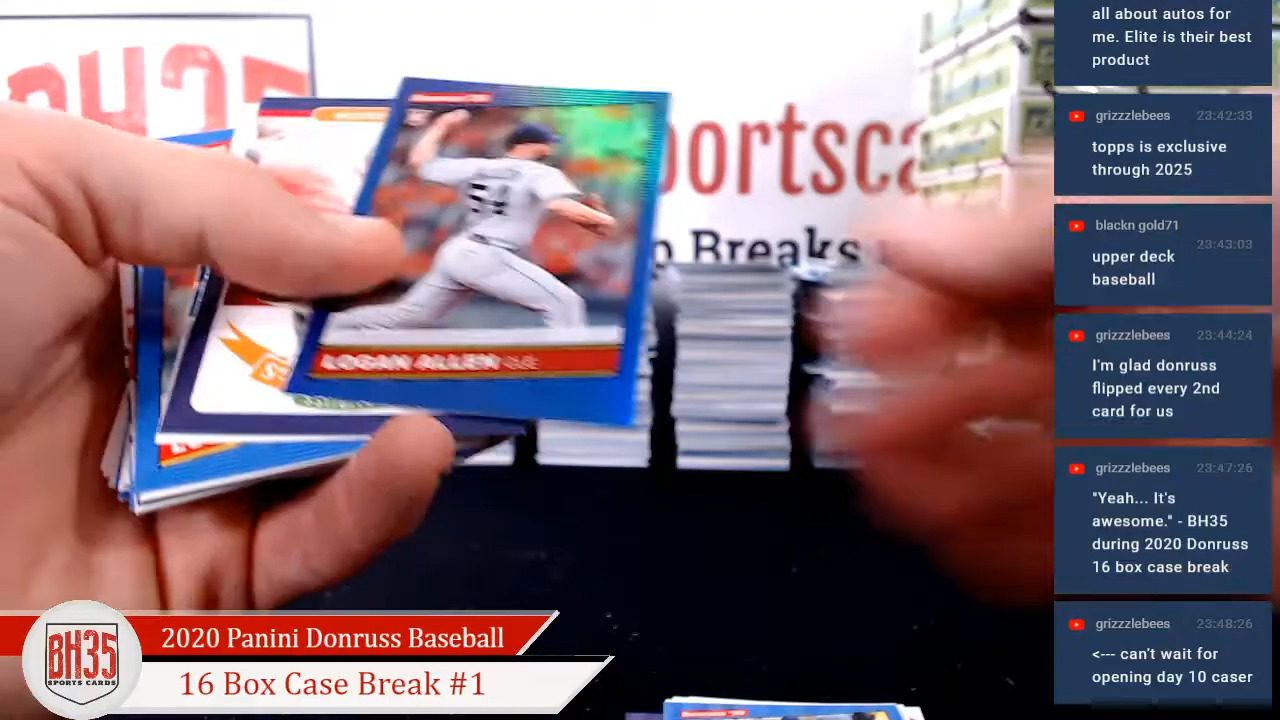 BH35
portsca
p Breaks
54
LOGAN ALLEN
2020 Panini Donruss Baseball
16 Box Case Break #1
BH35
SPORTS CARDS
all about autos for
me. Elite is their best
product
grizzzlebees 23:42:33
topps is exclusive
through 2025
blackn gold71 23:43:03
upper deck
baseball
grizzzlebees 23:44:24
I'm glad donruss
flipped every 2nd
card for us
grizzzlebees 23:47:26
"Yeah... It's
awesome." - BH35
during 2020 Donruss
16 box case break
grizzzlebees 23:48:26
<--- can't wait for
opening day 10 caser